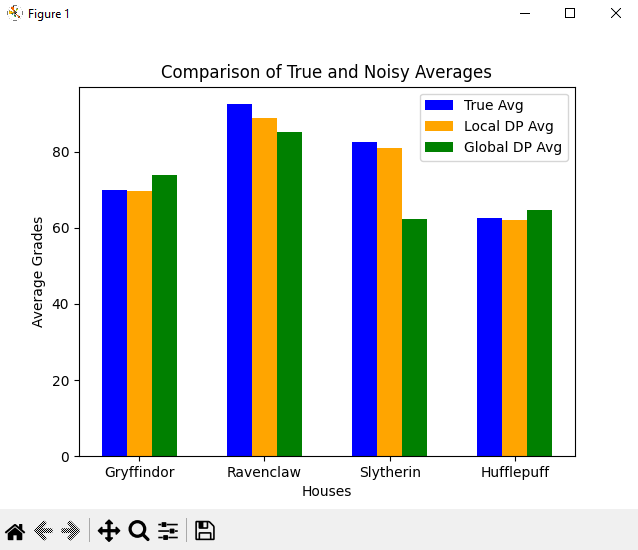 Figure 1
Comparison of True and Noisy Averages
True Avg
Local DP Avg
Global DP Avg
80
60
40
20
0
Average Grades
Gryffindor Ravenclaw Slytherin Hufflepuff
Houses